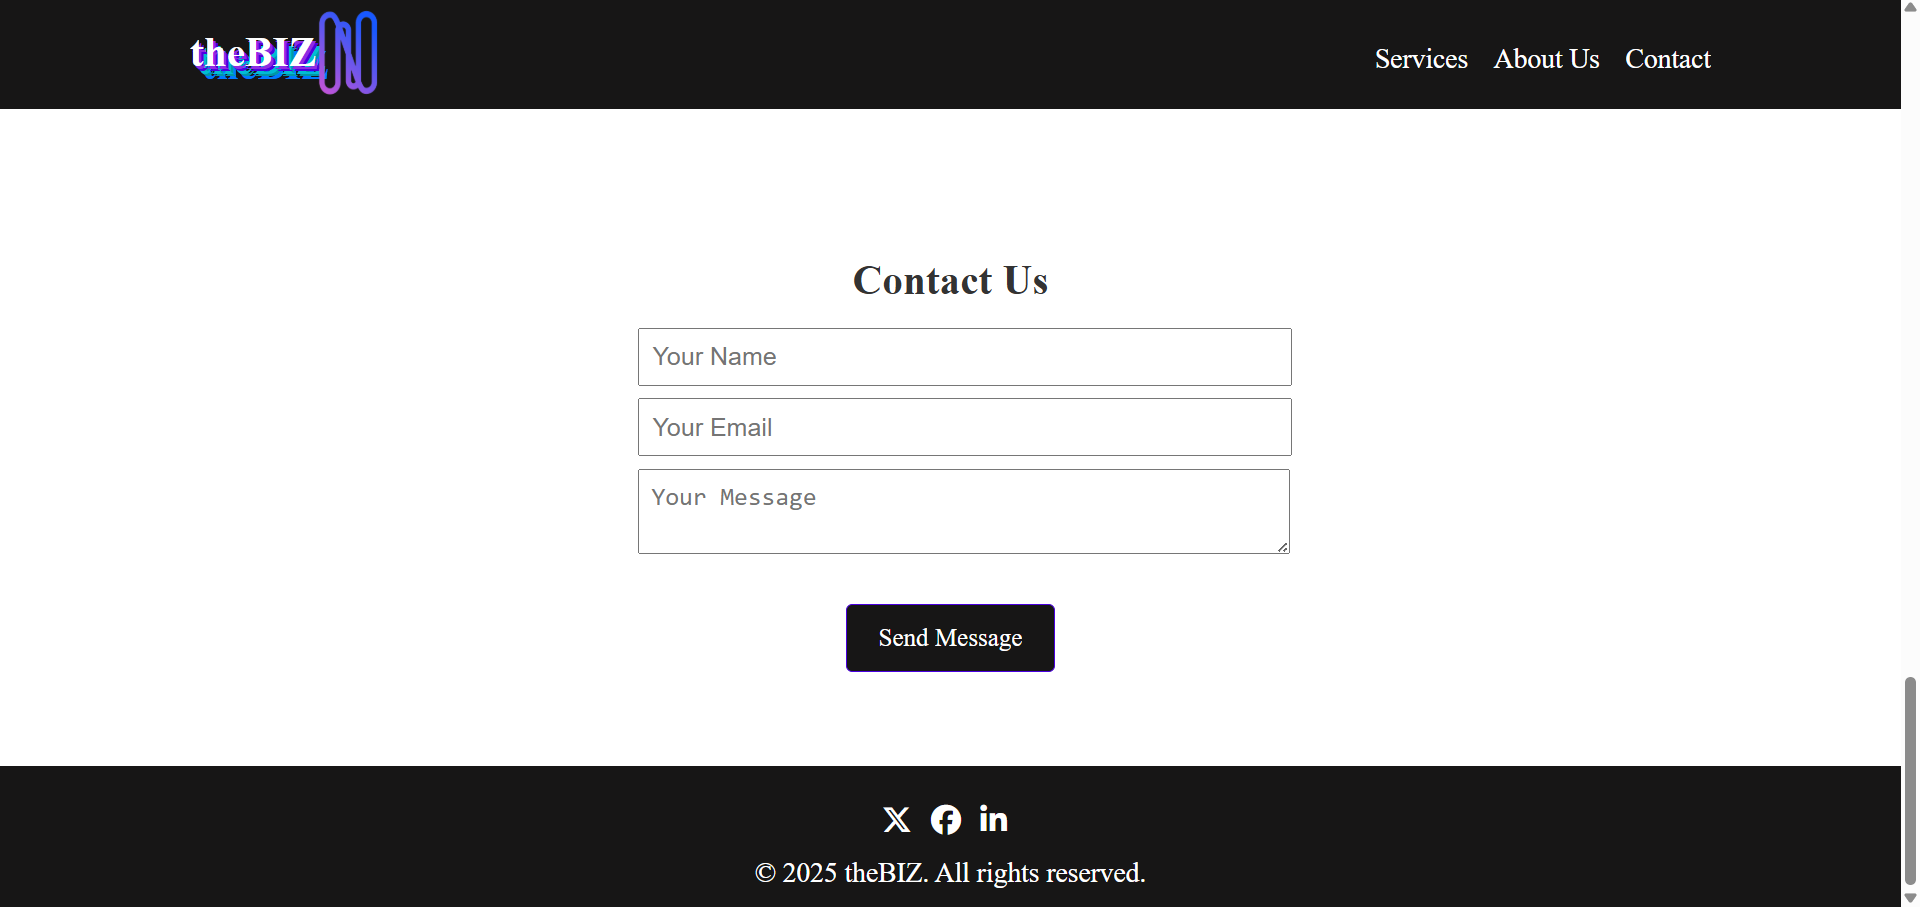 theBIZ
Services About Us Contact
Contact Us
Your Name
Your Email
Your Message
Send Message
© 2025 theBIZ. All rights reserved.